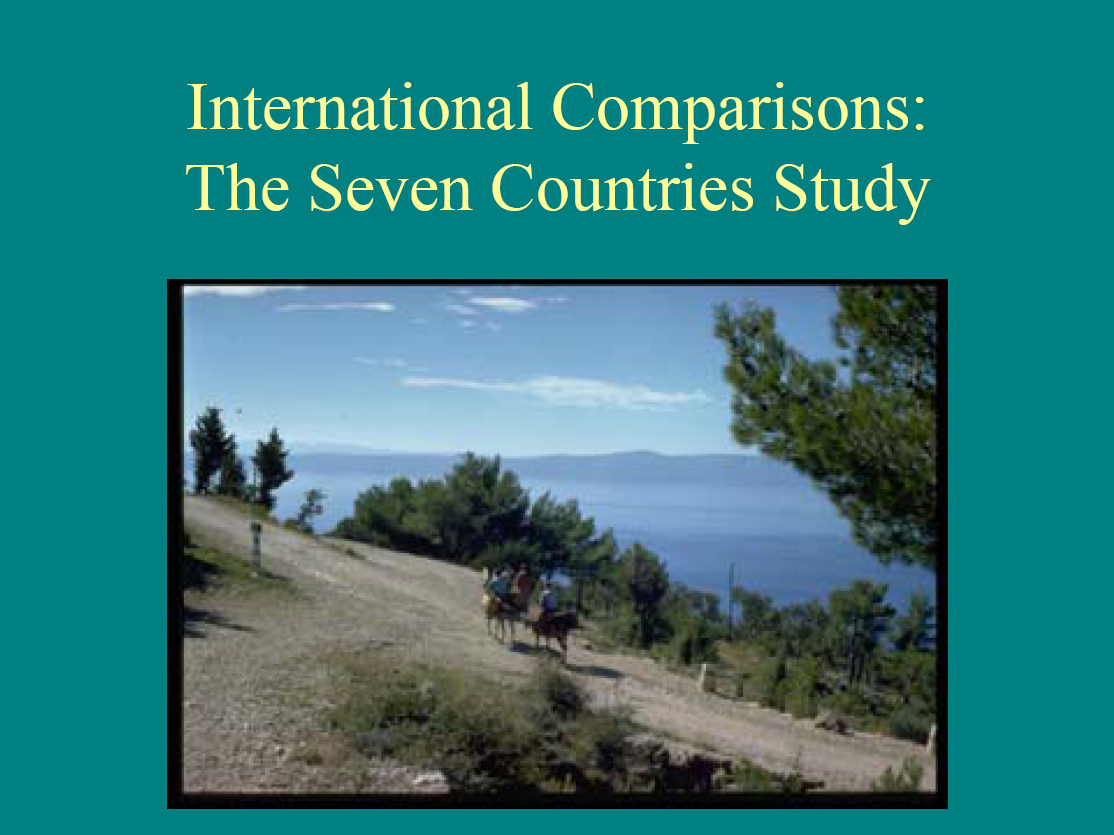 International Comparisons:
The Seven Countries Study